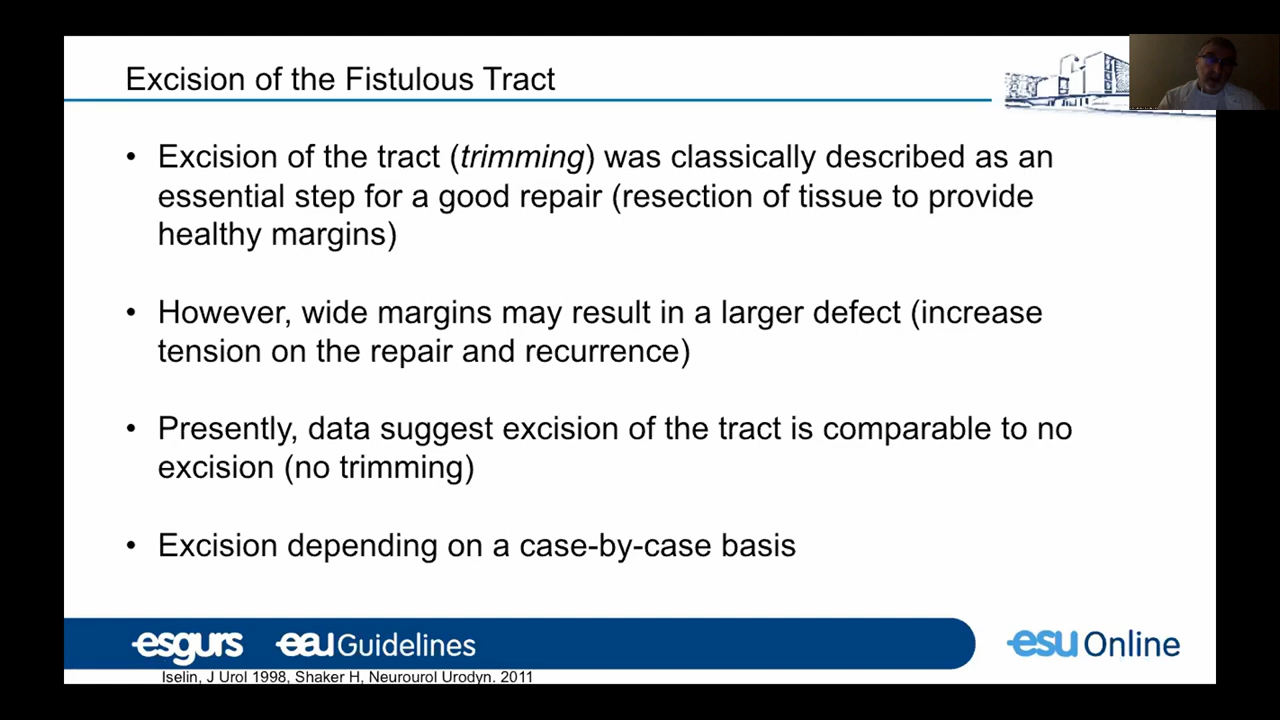 Excision of the Fistulous Tract
• Excision of the tract (trimming) was classically described as an
essential step for a good repair (resection of tissue to provide
healthy margins)
• However, wide margins may result in a larger defect (increase
tension on the repair and recurrence)
• Presently, data suggest excision of the tract is comparable to no
excision (no trimming)
• Excision depending on a case-by-case basis
esgurs eau Guidelines esu Online
Iselin, J Urol 1998, Shaker H, Neurourol Urodyn. 2011